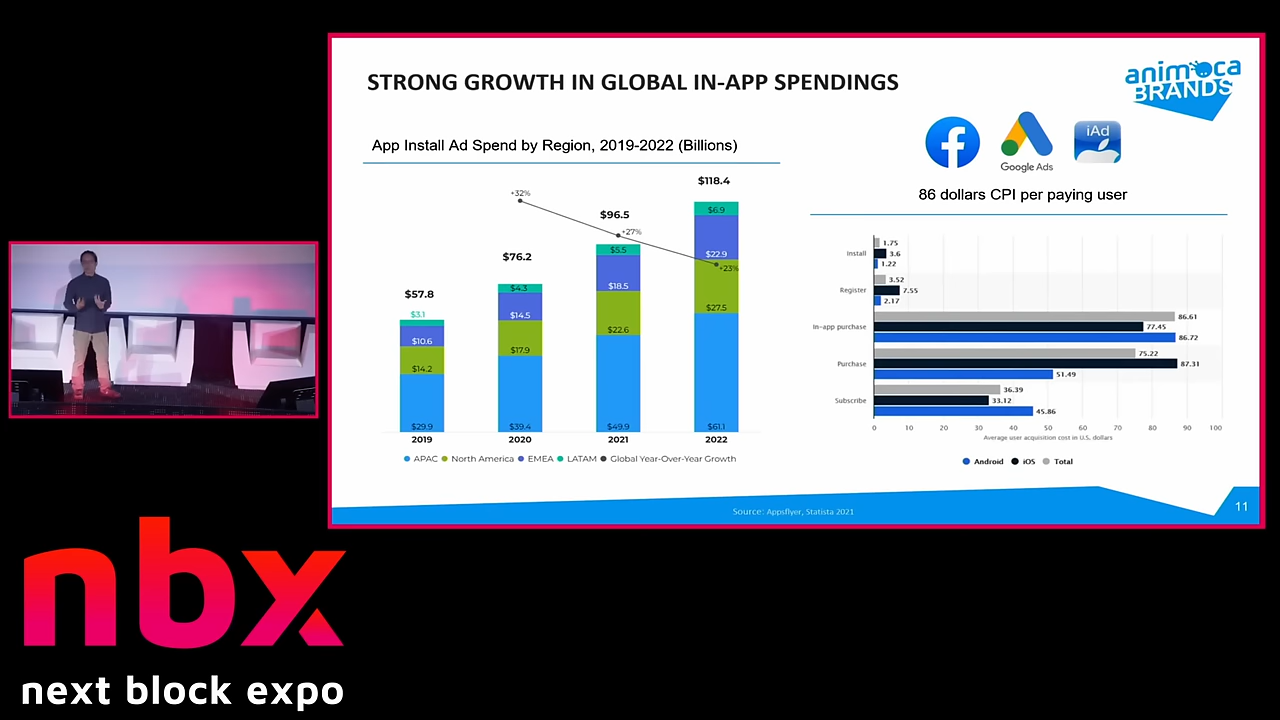 STRONG GROWTH IN GLOBAL IN-APP SPENDINGS
animoca
BRANDS
App Install Ad Spend by Region, 2019-2022 (Billions)
iAd
Google Ads
86 dollars CPI per paying user
$57.8
$76.2
$96.5
$118.4
+32%
+27%
+23%
$3.1
$10.6
$14.2
$29.9
$4.3
$14.5
$17.9
$39.4
$5.5
$18.5
$22.6
$49.9
$6.9
$22.9
$27.5
$61.1
2019 2020 2021 2022
APAC North America EMEA LATAM Global Year-Over-Year Growth
Install
1.75
3.6
1.22
Register
3.52
7.55
2.17
In-app purchase
86.61
77.45
86.72
Purchase
75.22
87.31
51.49
Subscribe
36.39
33.12
45.86
0 10 20 30 40 50 60 70 80 90 100
Average user acquisition cost in U.S. dollars
Android iOS Total
Source: Appsflyer, Statista 2021
11
nbx
next block expo